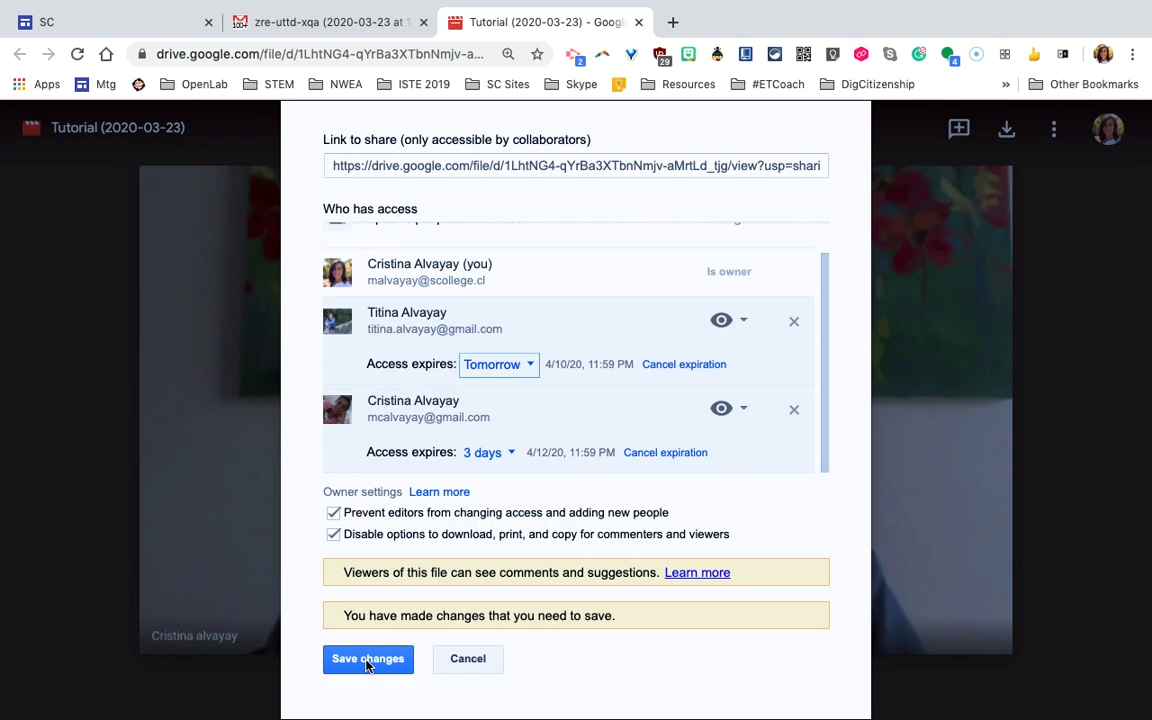 SC
zre-uttd-xqa (2020-03-23 at 1
Tutorial (2020-03-23) - Google
drive.google.com/file/d/1LhtNG4-qYrBa3XTbnNmjv-a...
Apps Mtg OpenLab STEM NWEA ISTE 2019 SC Sites Skype Resources #ETCoach DigCitizenship » Other Bookmarks
Tutorial (2020-03-23)
Link to share (only accessible by collaborators)
https://drive.google.com/file/d/1LhtNG4-qYrBa3XTbnNmjv-aMrtLd_tjg/view?usp=shari
Who has access
Cristina Alvayay (you)
malvayay@scollege.cl
Is owner
Titina Alvayay
titina.alvayay@gmail.com
Access expires: Tomorrow 4/10/20, 11:59 PM Cancel expiration
Cristina Alvayay
mcalvayay@gmail.com
Access expires: 3 days 4/12/20, 11:59 PM Cancel expiration
Owner settings Learn more
Prevent editors from changing access and adding new people
Disable options to download, print, and copy for commenters and viewers
Viewers of this file can see comments and suggestions. Learn more
You have made changes that you need to save.
Cristina alvayay
Save changes Cancel